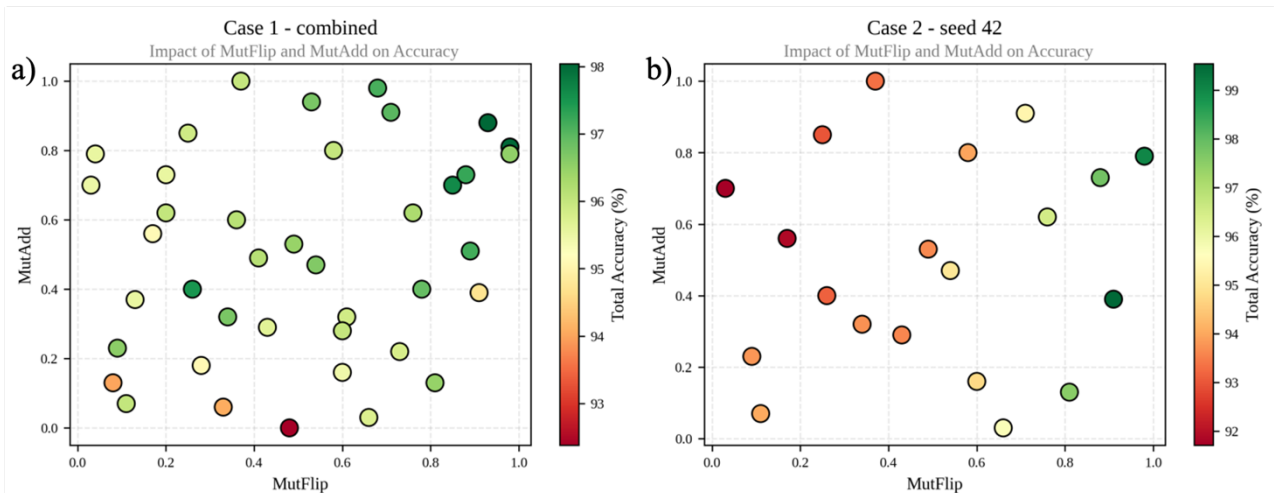 Case 1 - combined
Impact of MutFlip and MutAdd on Accuracy
a)
1.0
0.8
0.6
0.4
0.2
0.0
MutAdd
0.0 0.2 0.4 0.6 0.8 1.0
MutFlip
98
97
96
95
94
93
Total Accuracy (%)
Case 2 - seed 42
Impact of MutFlip and MutAdd on Accuracy
b)
1.0
0.8
0.6
0.4
0.2
0.0
MutAdd
0.0 0.2 0.4 0.6 0.8 1.0
MutFlip
99
98
97
96
95
94
93
92
Total Accuracy (%)